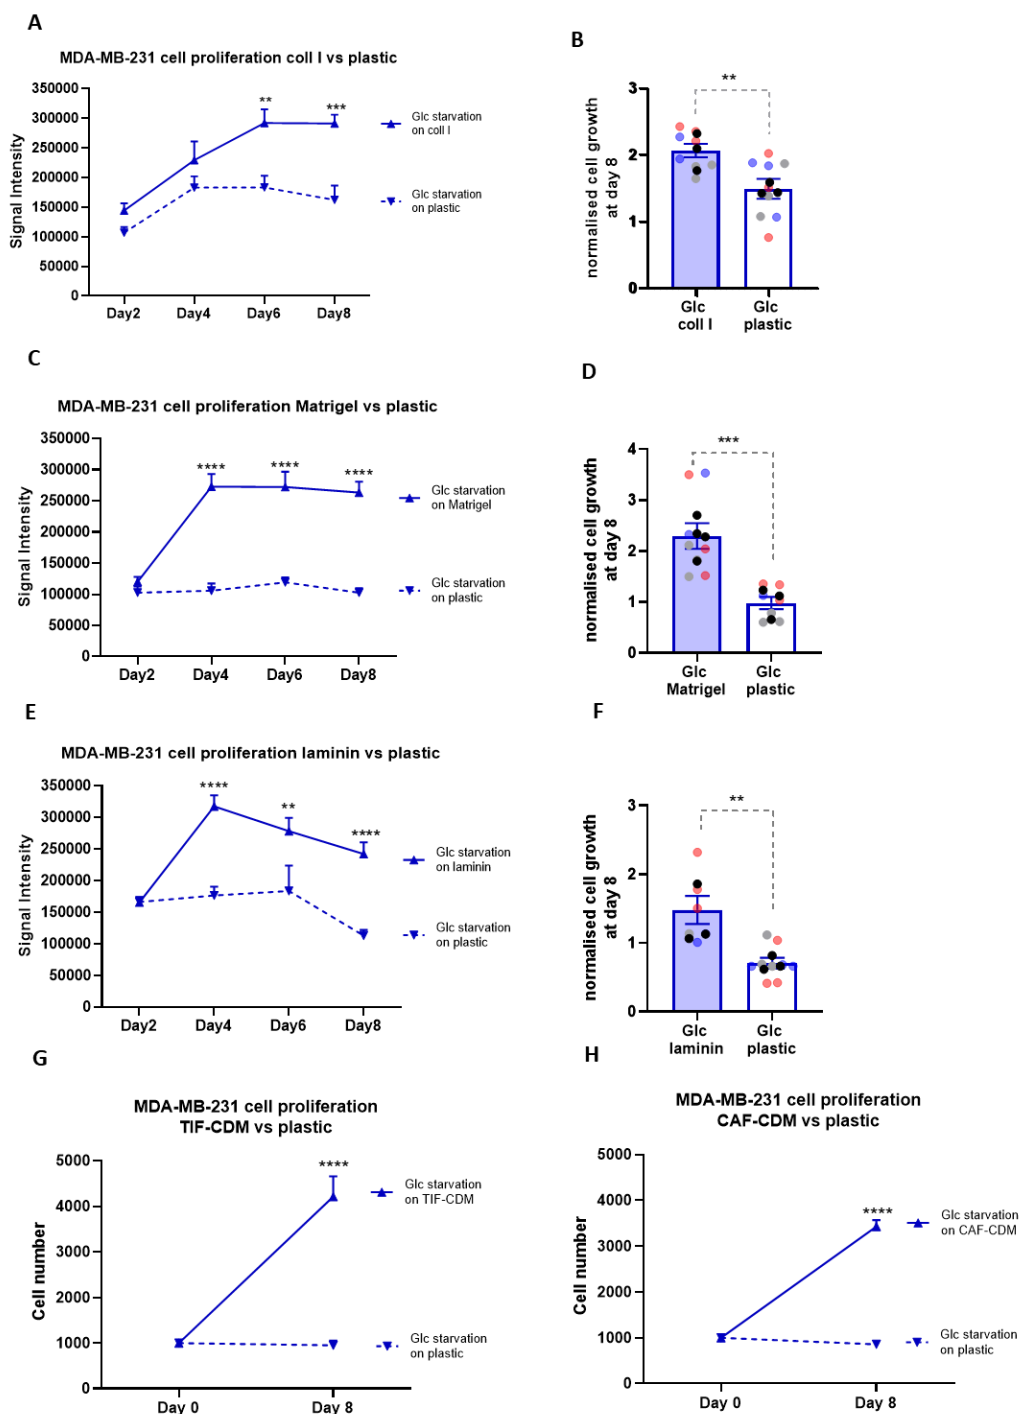 A
MDA-MB-231 cell proliferation coll I vs plastic
350000
300000
250000
200000
150000
100000
50000
0
Signal Intensity
** ***
Glc starvation
on coll I
Glc starvation
on plastic
Day2 Day4 Day6 Day8
B
**
3
2
1
0
normalised cell growth
at day 8
Glc
coll I
Glc
plastic
C
MDA-MB-231 cell proliferation Matrigel vs plastic
350000
300000
250000
200000
150000
100000
50000
0
Signal Intensity
**** **** ****
Glc starvation
on Matrigel
Glc starvation
on plastic
Day2 Day4 Day6 Day8
D
***
4
3
2
1
0
normalised cell growth
at day 8
Glc
Matrigel
Glc
plastic
E
MDA-MB-231 cell proliferation laminin vs plastic
350000
300000
250000
200000
150000
100000
50000
0
Signal Intensity
**** ** ****
Glc starvation
on laminin
Glc starvation
on plastic
Day2 Day4 Day6 Day8
F
**
3
2
1
0
normalised cell growth
at day 8
Glc
laminin
Glc
plastic
G
MDA-MB-231 cell proliferation
TIF-CDM vs plastic
5000
4000
3000
2000
1000
0
Cell number
****
Glc starvation
on TIF-CDM
Glc starvation
on plastic
Day 0 Day 8
H
MDA-MB-231 cell proliferation
CAF-CDM vs plastic
5000
4000
3000
2000
1000
0
Cell number
****
Glc starvation
on CAF-CDM
Glc starvation
on plastic
Day 0 Day 8